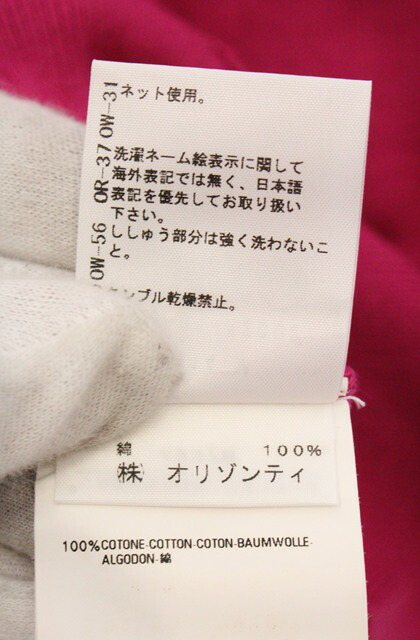 OW-31 ネット使用。
OR-37 洗濯ネーム絵表示に関して
海外表記では無く、日本語
表記を優先してお取り扱い
下さい。
OW-56 ししゅう部分は強く洗わないこ
と。
ンブル乾燥禁止。
綿 100%
㈱ オリゾンティ
100%COTONE-COTTON-COTON-BAUMWOLLE-
ALGODON-綿